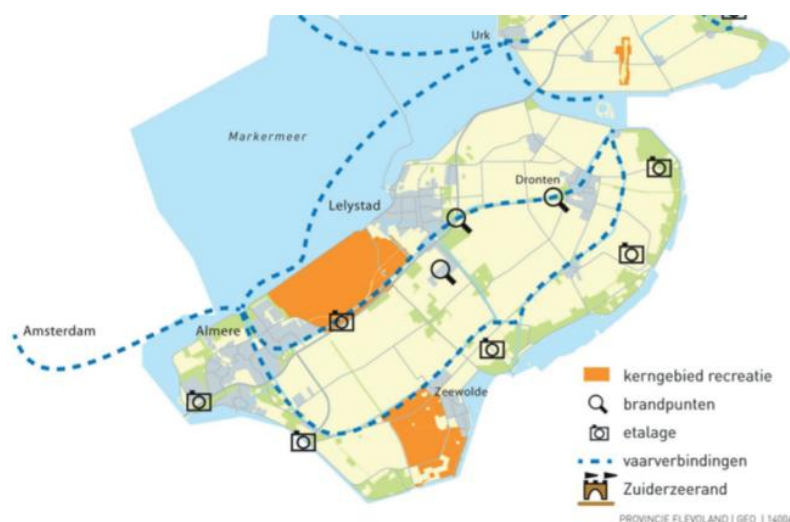 Urk
Markermeer
Dronten
Lelystad
Amsterdam
Almere
Zeewolde
kerngebied recreatie
brandpunten
etalage
vaarverbindingen
Zuiderzeerand
PROVINCIE FLEVOLAND | GEO